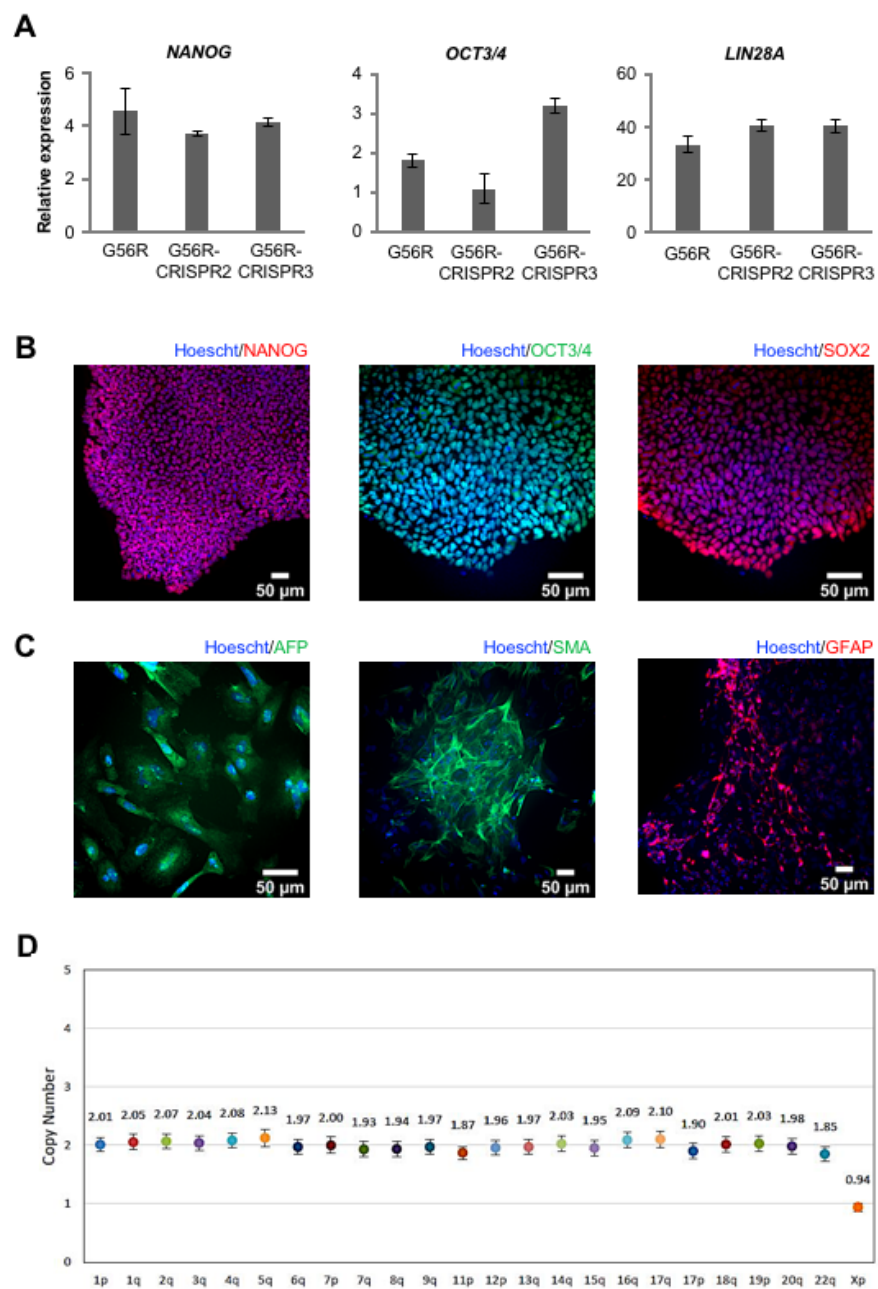 A
NANOG
OCT3/4
LIN28A
Relative expression
6
4
2
0
4
3
2
1
0
60
40
20
0
G56R
G56R-
CRISPR2
G56R-
CRISPR3
G56R
G56R-
CRISPR2
G56R-
CRISPR3
G56R
G56R-
CRISPR2
G56R-
CRISPR3
B
Hoescht/NANOG
Hoescht/OCT3/4
Hoescht/SOX2
50 µm
50 µm
50 µm
C
Hoescht/AFP
Hoescht/SMA
Hoescht/GFAP
50 µm
50 µm
50 µm
D
Copy Number
5
4
3
2
1
0
2.01 2.05 2.07 2.04 2.08 2.13 1.97 2.00 1.93 1.94 1.97 1.87 1.96 1.97 2.03 1.95 2.09 2.10 1.90 2.01 2.03 1.98 1.85 0.94
1p 1q 2q 3q 4q 5q 6q 7p 7q 8q 9q 11p 12p 13q 14q 15q 16q 17q 17p 18q 19p 20q 22q Xp